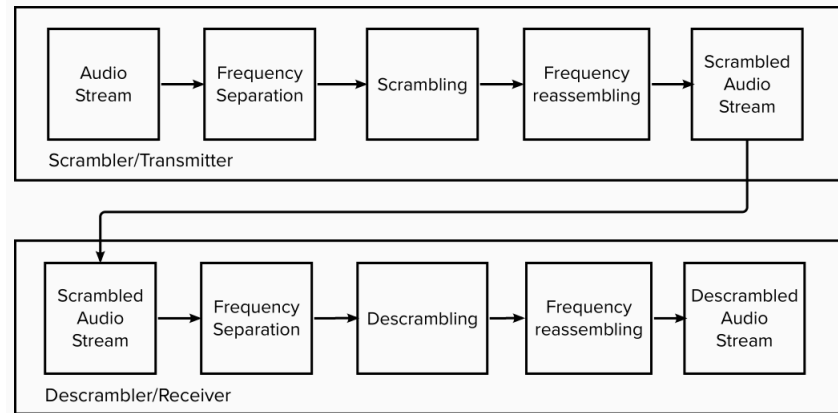 Audio
Stream
Frequency
Separation
Scrambling
Frequency
reassembling
Scrambled
Audio
Stream
Scrambler/Transmitter
Scrambled
Audio
Stream
Frequency
Separation
Descrambling
Frequency
reassembling
Descrambled
Audio
Stream
Descrambler/Receiver